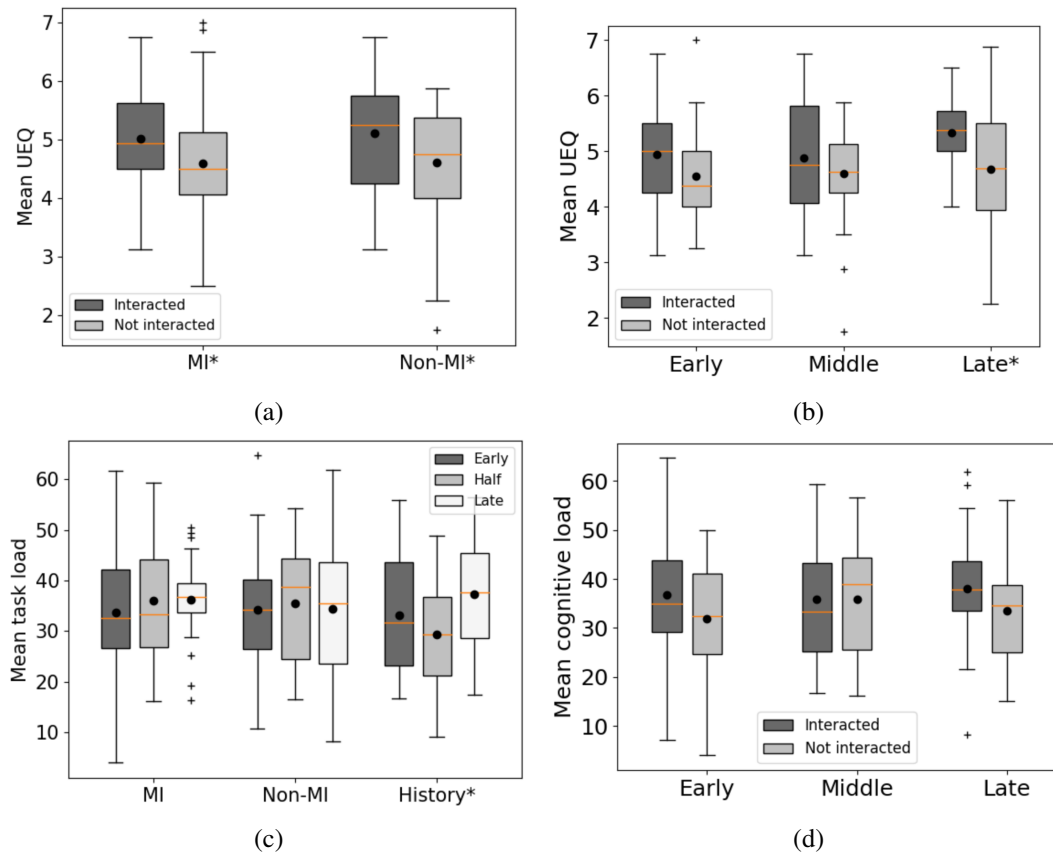 Mean UEQ
7
6
5
4
3
2
Interacted
Not interacted
MI*
Non-MI*
(a)
Mean UEQ
7
6
5
4
3
2
Interacted
Not interacted
Early
Middle
Late*
(b)
Mean task load
60
50
40
30
20
10
Early
Half
Late
MI
Non-MI
History*
(c)
Mean cognitive load
60
50
40
30
20
10
Interacted
Not interacted
Early
Middle
Late
(d)